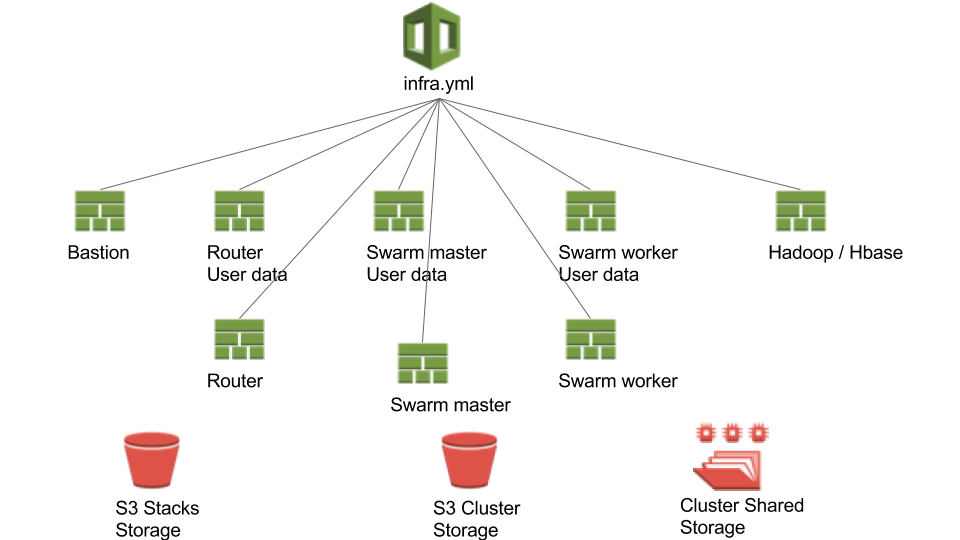 infra.yml
Bastion
Router
User data
Swarm master
User data
Swarm worker
User data
Hadoop / Hbase
Router
Swarm master
Swarm worker
S3 Stacks
Storage
S3 Cluster
Storage
Cluster Shared
Storage